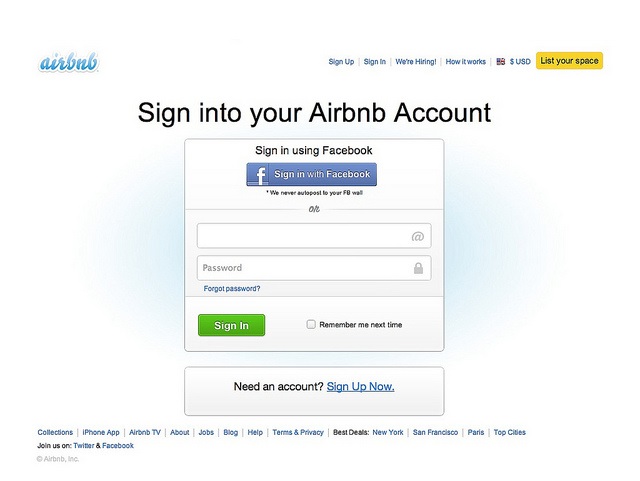 airbnb
Sign Up | Sign In | We're Hiring! | How it works | $ USD List your space
Sign into your Airbnb Account
Sign in using Facebook
f Sign in with Facebook
* We never autopost to your FB wall
OR
@
Password
Forgot password?
Sign In Remember me next time
Need an account? Sign Up Now.
Collections | iPhone App | Airbnb TV | About | Jobs | Blog | Help | Terms & Privacy | Best Deals: New York | San Francisco | Paris | Top Cities
Join us on: Twitter & Facebook
© Airbnb, Inc.